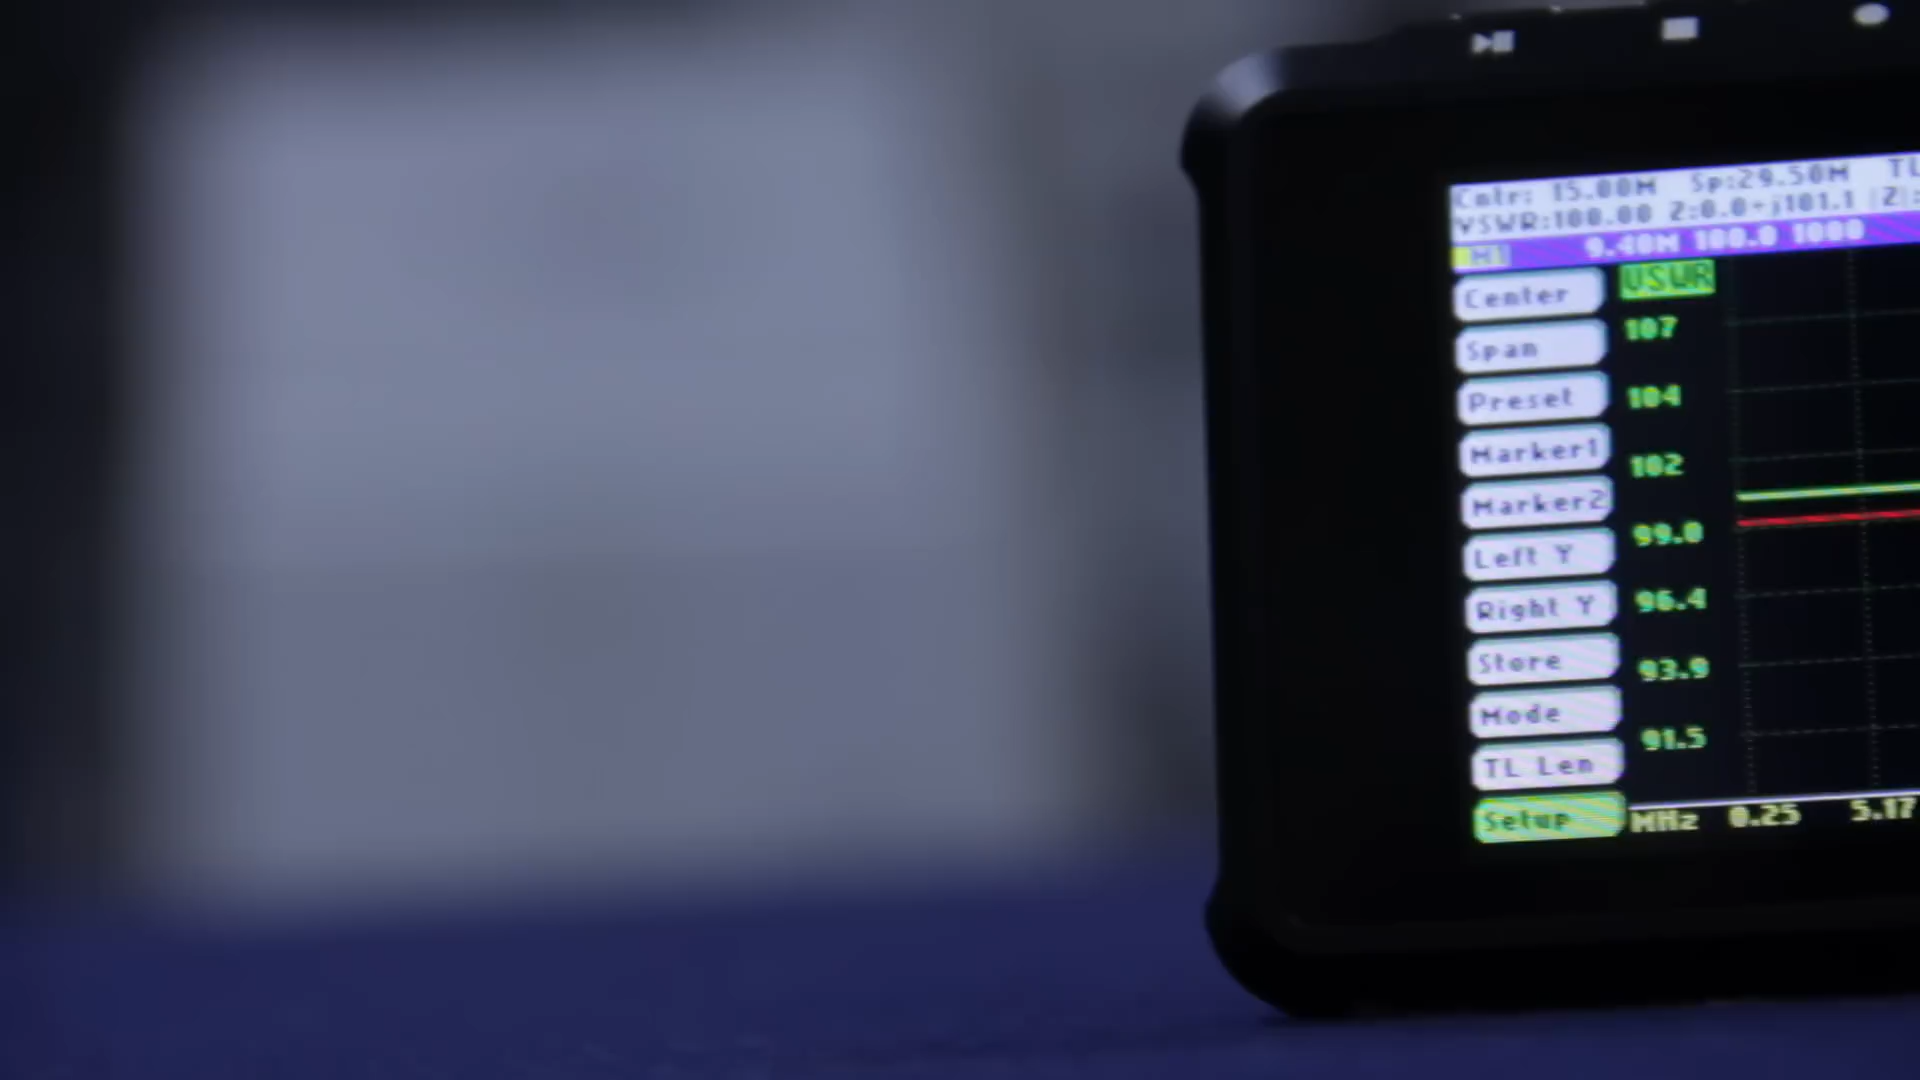 Cntr: 15.00M Sp:29.50M TL
VSWR:100.00 Z:0.0+j101.1 |Z|:
M1 9.40M 100.0 1000
Center
Span
Preset
Marker1
Marker2
Left Y
Right Y
Store
Mode
TL Len
Setup
VSWR
107
104
102
99.0
96.4
93.9
91.5
MHz 0.25 5.17